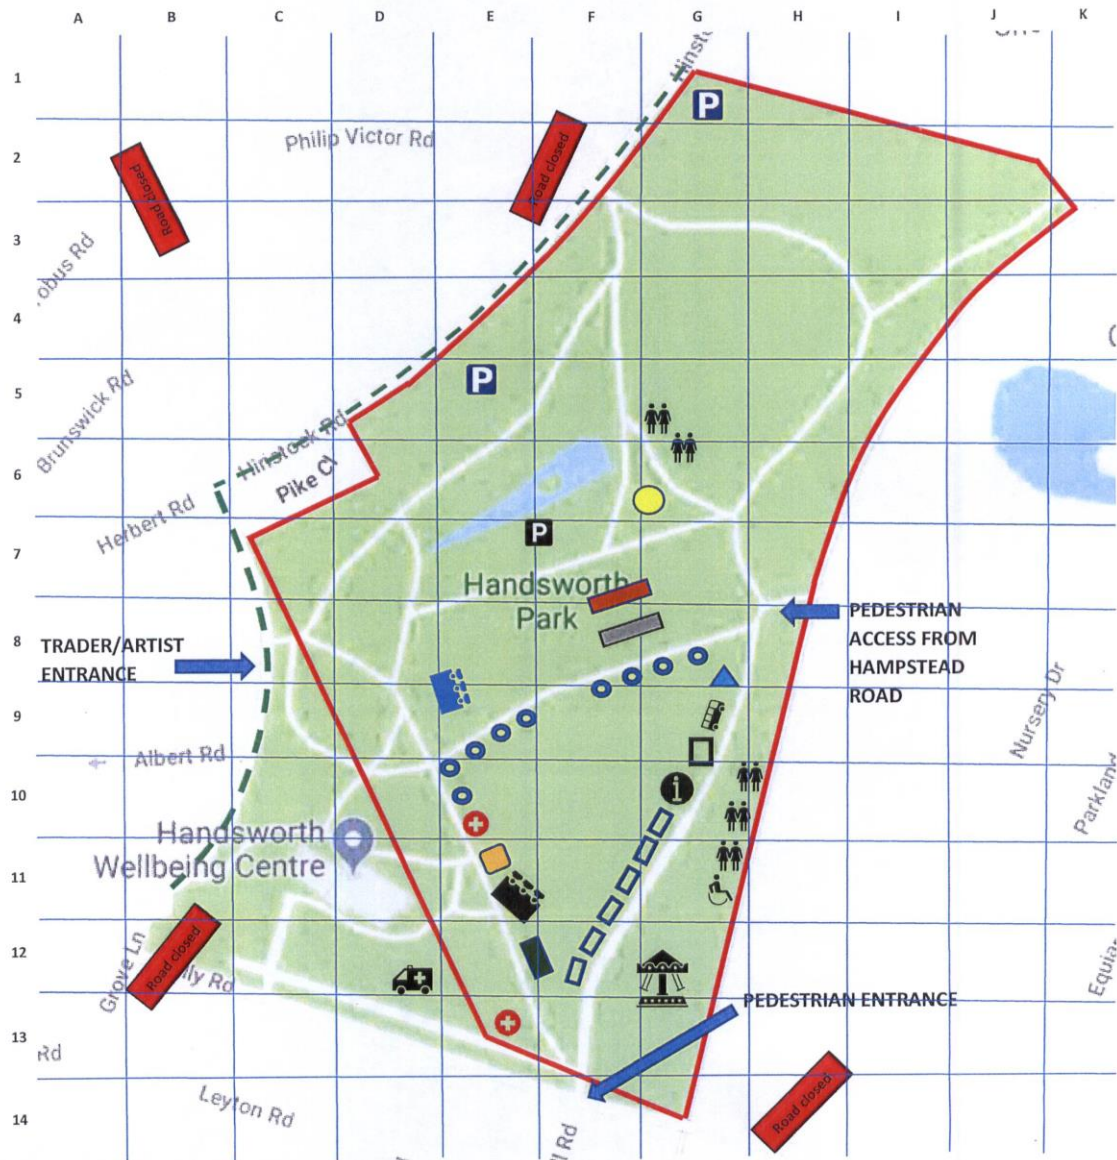 A B C D E F G H I J K
1
2
3
4
5
6
7
8
9
10
11
12
13
14
P
Philip Victor Rd
Road closed
Road closed
P
Brunswick Rd
Hinstock Rd
Pike Cl
Herbert Rd
P
Handsworth
Park
PEDESTRIAN
ACCESS FROM
HAMPSTEAD
ROAD
TRADER/ARTIST
ENTRANCE
Nursery Dr
Albert Rd
i
Parkland
Handsworth
Wellbeing Centre
Road closed
Grove Ln
PEDESTRIAN ENTRANCE
Rd
Road closed
Leyton Rd
Rd